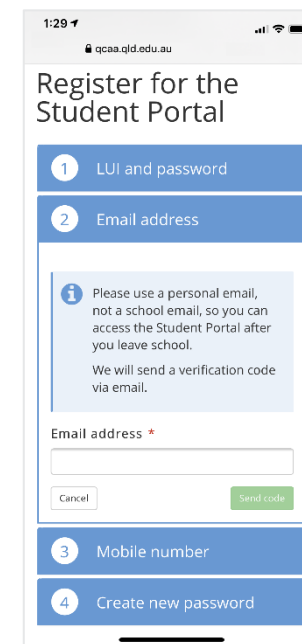 1:29
qcaa.qld.edu.au
Register for the
Student Portal
1 LUI and password
2 Email address
Please use a personal email,
not a school email, so you can
access the Student Portal after
you leave school.
We will send a verification code
via email.
Email address *
Cancel Send code
3 Mobile number
4 Create new password